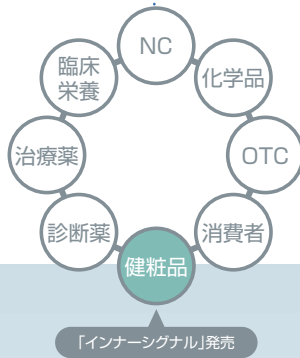 NC
臨床
栄養
化学品
治療薬
OTC
診断薬
消費者
健粧品
「インナーシグナル」発売